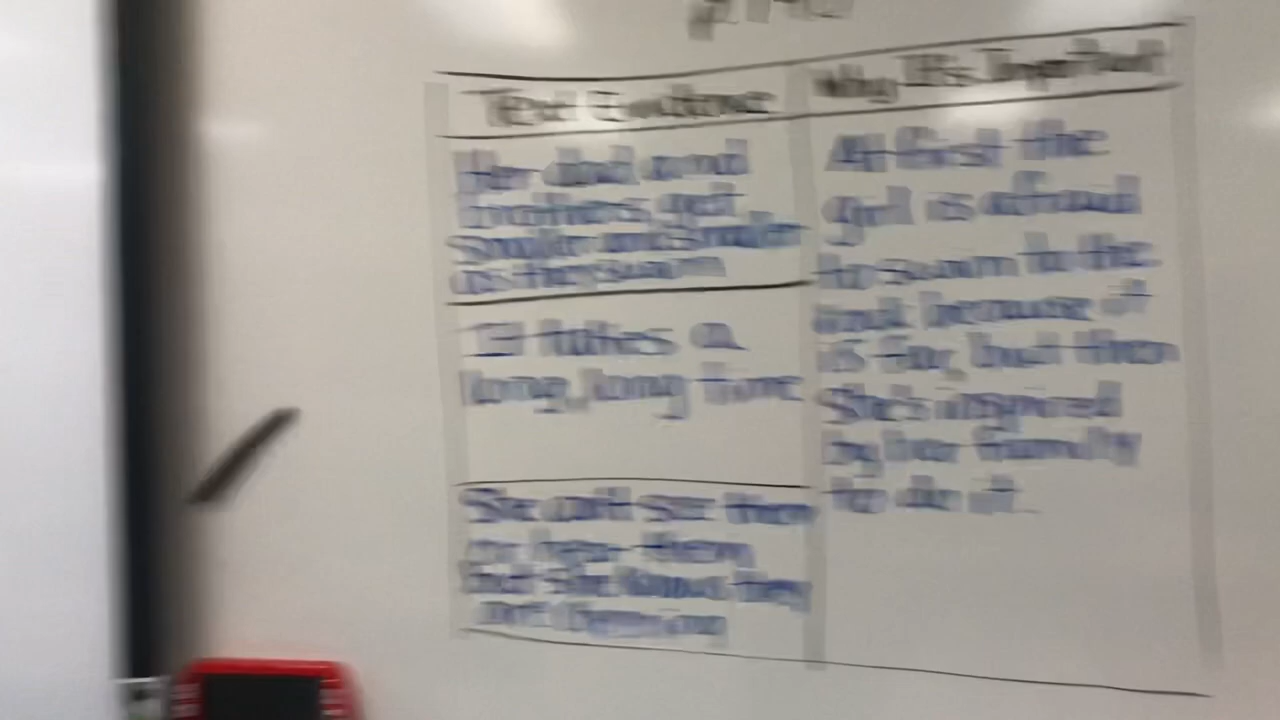 Text Evidence
Her dad and
brothers get
smaller and smaller
as they swam
It takes a
long, long time
She can't see them
or hear them,
but she knows they
are
Why It's Important
At first the
girl is afraid
to swim to the
because it
is far, but then
She's inspired
by her family
to do it.